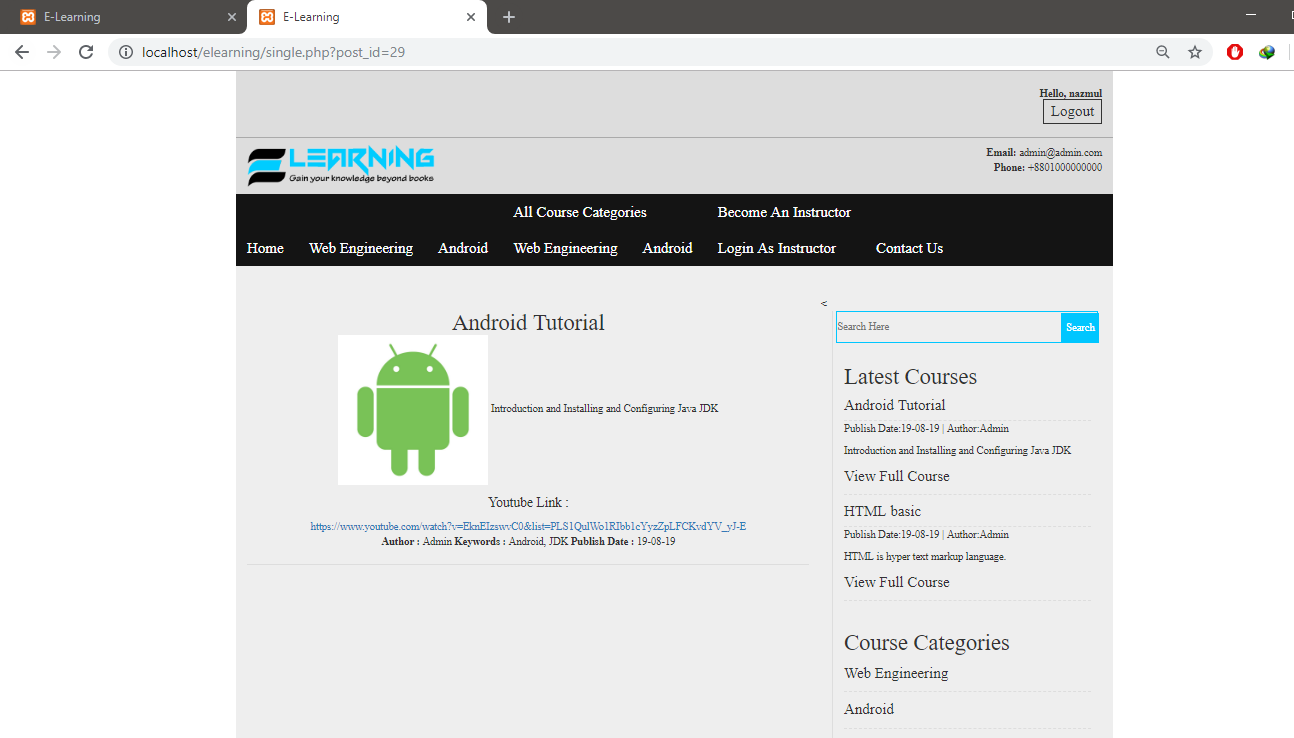 E-Learning
E-Learning
localhost/elearning/single.php?post_id=29
Hello, nazmul
Logout
LEARNING
Gain your knowledge beyond books
Email: admin@admin.com
Phone: +8801000000000
All Course Categories Become An Instructor
Home Web Engineering Android Web Engineering Android Login As Instructor Contact Us
<
Android Tutorial
Introduction and Installing and Configuring Java JDK
Youtube Link :
https://www.youtube.com/watch?v=EknEIzswvC0&list=PLS1QulWo1RIbb1cYyzZpLFCKvdYV_yJ-E
Author : Admin Keywords : Android, JDK Publish Date : 19-08-19
Search Here Search
Latest Courses
Android Tutorial
Publish Date:19-08-19 | Author:Admin
Introduction and Installing and Configuring Java JDK
View Full Course
HTML basic
Publish Date:19-08-19 | Author:Admin
HTML is hyper text markup language.
View Full Course
Course Categories
Web Engineering
Android